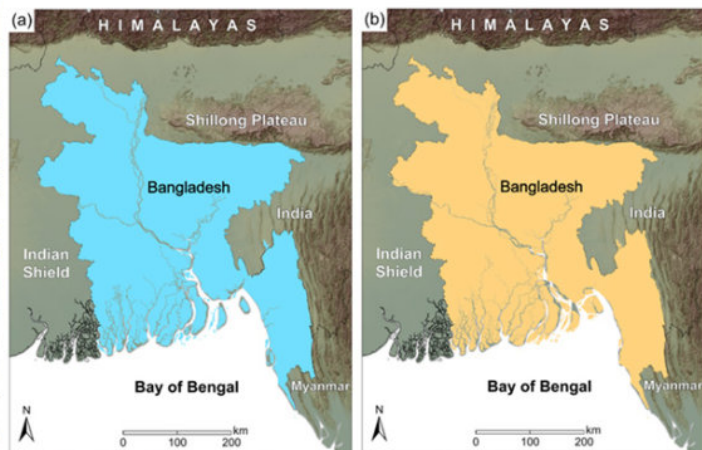 (a)
HIMALAYAS
Shillong Plateau
Bangladesh
India
Indian
Shield
Bay of Bengal
Myanmar
N
km
0 100 200
(b)
HIMALAYAS
Shillong Plateau
Bangladesh
India
Indian
Shield
Bay of Bengal
Myanmar
N
km
0 100 200